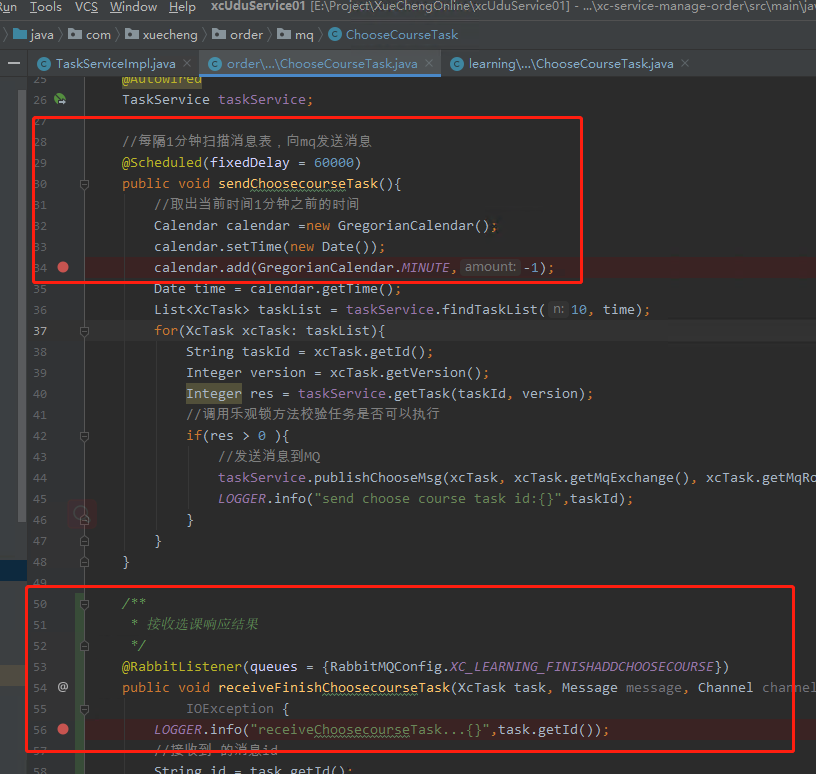 Run Tools VCS Window Help xcUduService01 [E:\Project\XueChengOnline\xcUduService01] - ...\xc-service-manage-order\src\main\java
java com xuecheng order mq ChooseCourseTask
TaskServiceImpl.java order\...\ChooseCourseTask.java learning\...\ChooseCourseTask.java
25 @Autowired
26 TaskService taskService;
27
28 //每隔1分钟扫描消息表，向mq发送消息
29 @Scheduled(fixedDelay = 60000)
30 public void sendChoosecourseTask(){
31 //取出当前时间1分钟之前的时间
32 Calendar calendar =new GregorianCalendar();
33 calendar.setTime(new Date());
34 calendar.add(GregorianCalendar.MINUTE, amount: -1);
35 Date time = calendar.getTime();
36 List<XcTask> taskList = taskService.findTaskList( n: 10, time);
37 for(XcTask xcTask: taskList){
38 String taskId = xcTask.getId();
39 Integer version = xcTask.getVersion();
40 Integer res = taskService.getTask(taskId, version);
41 //调用乐观锁方法校验任务是否可以执行
42 if(res > 0 ){
43 //发送消息到MQ
44 taskService.publishChooseMsg(xcTask, xcTask.getMqExchange(), xcTask.getMqRo
45 LOGGER.info("send choose course task id:{}",taskId);
46 }
47 }
48 }
49
50 /**
51 * 接收选课响应结果
52 */
53 @RabbitListener(queues = {RabbitMQConfig.XC_LEARNING_FINISHADDCHOOSECOURSE})
54 @ public void receiveFinishChoosecourseTask(XcTask task, Message message, Channel channel
55 IOException {
56 LOGGER.info("receiveChoosecourseTask...{}",task.getId());
57 //接收到 的消息id
58 String id = task.getId();